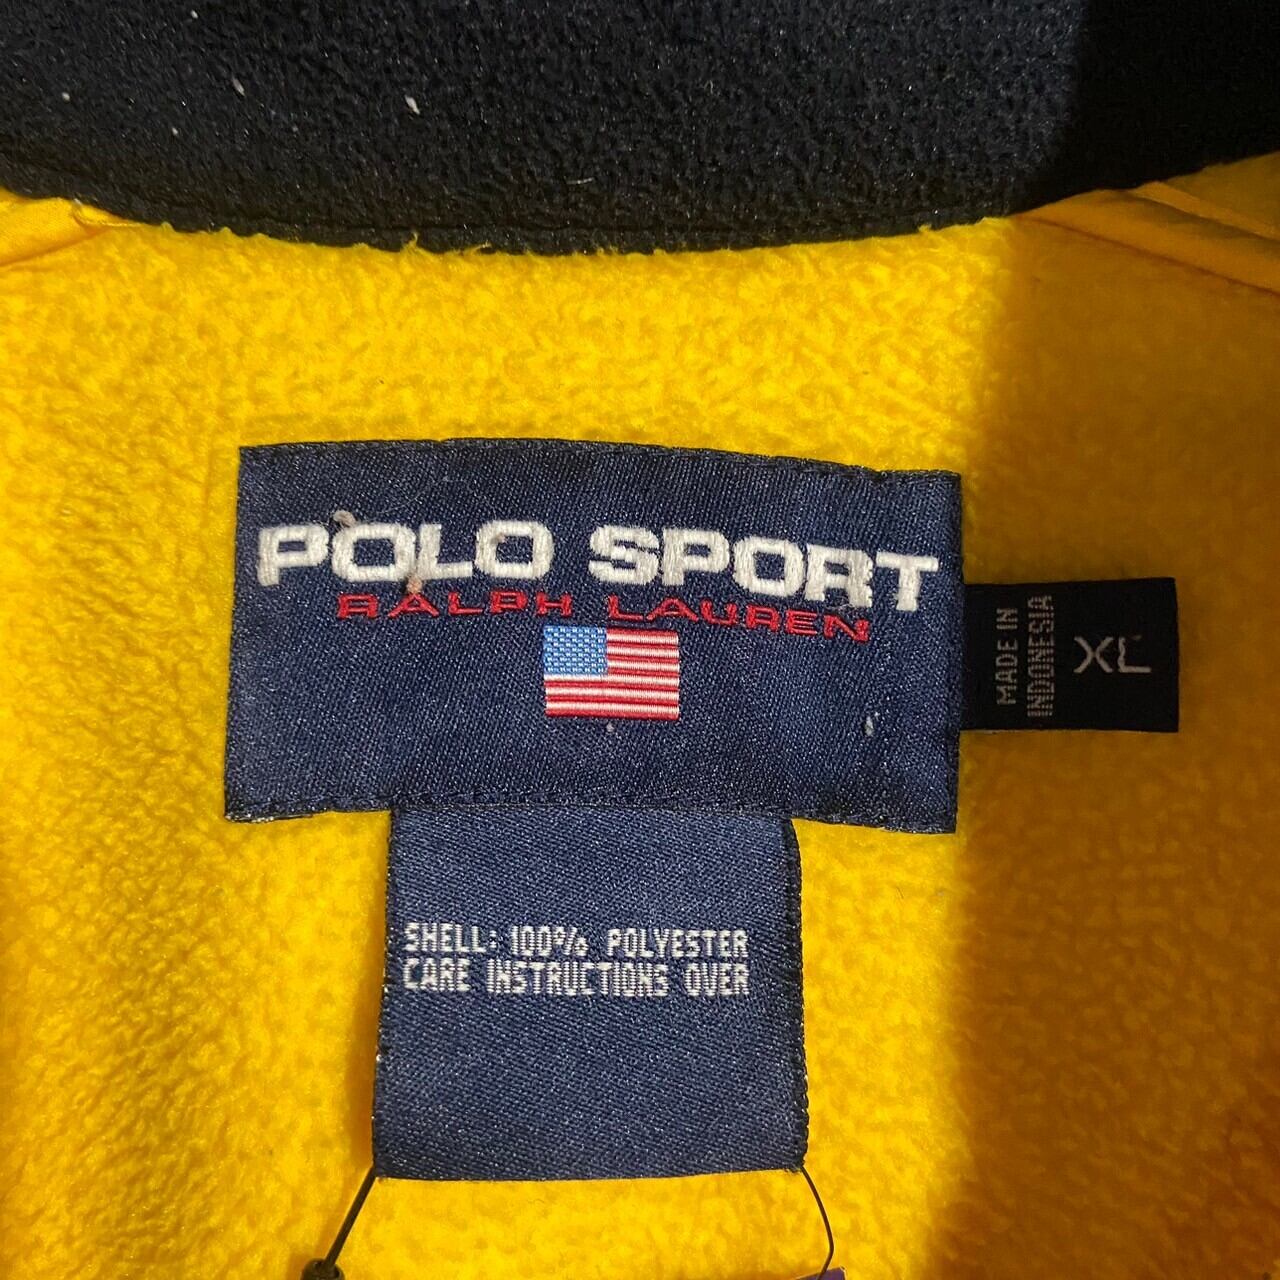 POLO SPORT
RALPH LAUREN
MADE IN
INDONESIA
XL
SHELL: 100% POLYESTER
CARE INSTRUCTIONS OVER